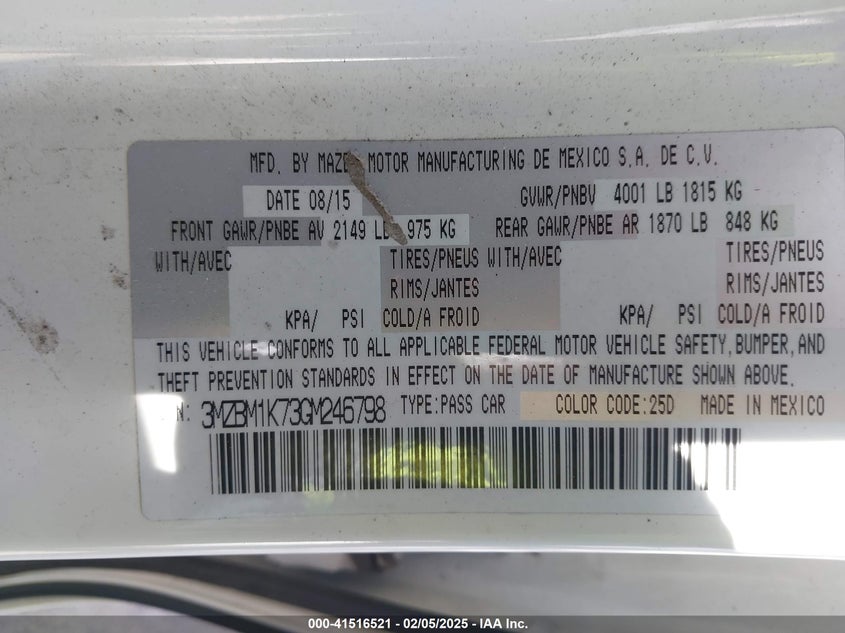 MFD. BY MAZDA MOTOR MANUFACTURING DE MEXICO S.A. DE C.V.
DATE 08/15 GVWR/PNBV 4001 LB 1815 KG
FRONT GAWR/PNBE AV 2149 LB 975 KG REAR GAWR/PNBE AR 1870 LB 848 KG
WITH/AVEC TIRES/PNEUS WITH/AVEC TIRES/PNEUS
RIMS/JANTES RIMS/JANTES
KPA/ PSI COLD/A FROID KPA/ PSI COLD/A FROID
THIS VEHICLE CONFORMS TO ALL APPLICABLE FEDERAL MOTOR VEHICLE SAFETY,BUMPER,AND
THEFT PREVENTION STANDARDS IN EFFECT ON THE DATE OF MANUFACTURE SHOWN ABOVE.
N: 3MZBM1K73GM246798 TYPE:PASS CAR COLOR CODE:25D MADE IN MEXICO
000-41516521 - 02/05/2025 - IAA Inc.